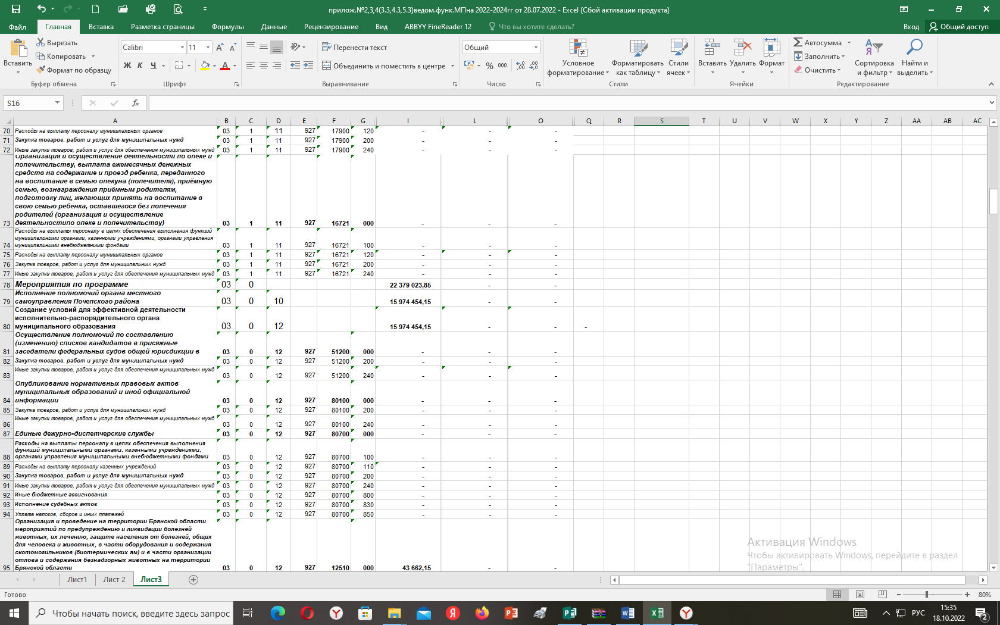 прилож.№2,3,4(3.3,4.3,5.3)ведом.функ.МПна 2022-2024гг от 28.07.2022 - Excel (Сбой активации продукта)
Файл Главная Вставка Разметка страницы Формулы Данные Рецензирование Вид ABBYY FineReader 12 Что вы хотите сделать? Вход Общий доступ
Вставить Вырезать Копировать Формат по образцу
Calibri 11 Ж К Ч
Перенести текст
Объединить и поместить в центре
Общий % 000
Условное форматирование Форматировать как таблицу Стили ячеек
Вставить Удалить Формат
Автосумма Заполнить Очистить
Сортировка и фильтр Найти и выделить
Буфер обмена Шрифт Выравнивание Число Стили Ячейки Редактирование
S16 fx
A B C D E F G I L O Q R S T U V W X Y Z AA AB AC
70 Расходы на выплату персоналу муниципальных органов 03 1 11 927 17900 120 - - -
71 Закупка товаров, работ и услуг для муниципальных нужд 03 1 11 927 17900 200 - - -
72 Иные закупки товаров, работ и услуг для обеспечения муниципальных нужд 03 1 11 927 17900 240 - - -
Организация и осуществление деятельности по опеке и
попечительству, выплата ежемесячных денежных
средств на содержание и проезд ребенка, переданного
на воспитание в семью опекуна (попечителя), приёмную
семью, вознаграждения приёмным родителям,
подготовку лиц, желающих принять на воспитание в
свою семью ребенка, оставшегося без попечения
родителей (организация и осуществление
73 деятельностипо опеке и попечительству) 03 1 11 927 16721 000 - - -
Расходы на выплаты персоналу в целях обеспечения выполнения функций
муниципальными органами, казенными учреждениями, органами управления
74 муниципальными внебюджетными фондами 03 1 11 927 16721 100 - - -
75 Расходы на выплату персоналу муниципальных органов 03 1 11 927 16721 120 - - -
76 Закупка товаров, работ и услуг для муниципальных нужд 03 1 11 927 16721 200 - - -
77 Иные закупки товаров, работ и услуг для обеспечения муниципальных нужд 03 1 11 927 16721 240 - - -
78 Мероприятия по программе 03 0 22 379 023,85 - -
Исполнение полномочий органа местного
79 самоуправления Почепского района 03 0 10 15 974 454,15 - -
Создание условий для эффективной деятельности
исполнительно-распорядительного органа
80 муниципального образования 03 0 12 15 974 454,15 - - -
Осуществление полномочий по составлению
(изменению) списков кандидатов в присяжные
81 заседатели федеральных судов общей юрисдикции в 03 0 12 927 51200 000 - - -
82 Закупка товаров, работ и услуг для муниципальных нужд 03 0 12 927 51200 200 - - -
83 Иные закупки товаров, работ и услуг для обеспечения муниципальных нужд 03 0 12 927 51200 240 - - -
Опубликование нормативных правовых актов
муниципальных образований и иной официальной
84 информации 03 0 12 927 80100 000 - - -
85 Закупка товаров, работ и услуг для муниципальных нужд 03 0 12 927 80100 200 - - -
86 Иные закупки товаров, работ и услуг для обеспечения муниципальных нужд 03 0 12 927 80100 240 - - -
87 Единые дежурно-диспетчерские службы 03 0 12 927 80700 000 - - -
Расходы на выплаты персоналу в целях обеспечения выполнения
функций муниципальными органами, казенными учреждениями,
88 органами управления муниципальными внебюджетными фондами 03 0 12 927 80700 100 - - -
89 Расходы на выплату персоналу казенных учреждений 03 0 12 927 80700 110 - - -
90 Закупка товаров, работ и услуг для муниципальных нужд 03 0 12 927 80700 200 - - -
91 Иные закупки товаров, работ и услуг для обеспечения муниципальных нужд 03 0 12 927 80700 240 - - -
92 Иные бюджетные ассигнования 03 0 12 927 80700 800 - - -
93 Исполнение судебных актов 03 0 12 927 80700 830 - - -
94 Уплата налогов, сборов и иных платежей 03 0 12 927 80700 850 - - -
Организация и проведение на территории Брянской области
мероприятий по предупреждению и ликвидации болезней
животных, их лечению, защите населения от болезней, общих
для человека и животных, в части оборудования и содержания
скотомогильников (биотермических ям) и в части организации
отлова и содержания безнадзорных животных на территории
95 Брянской области 03 0 12 927 12510 000 43 662,15 - -
Активация Windows
Чтобы активировать Windows, перейдите в раздел
"Параметры".
Лист1 Лист 2 Лист3
Готово 80%
Чтобы начать поиск, введите здесь запрос
РУС 15:35 18.10.2022 2